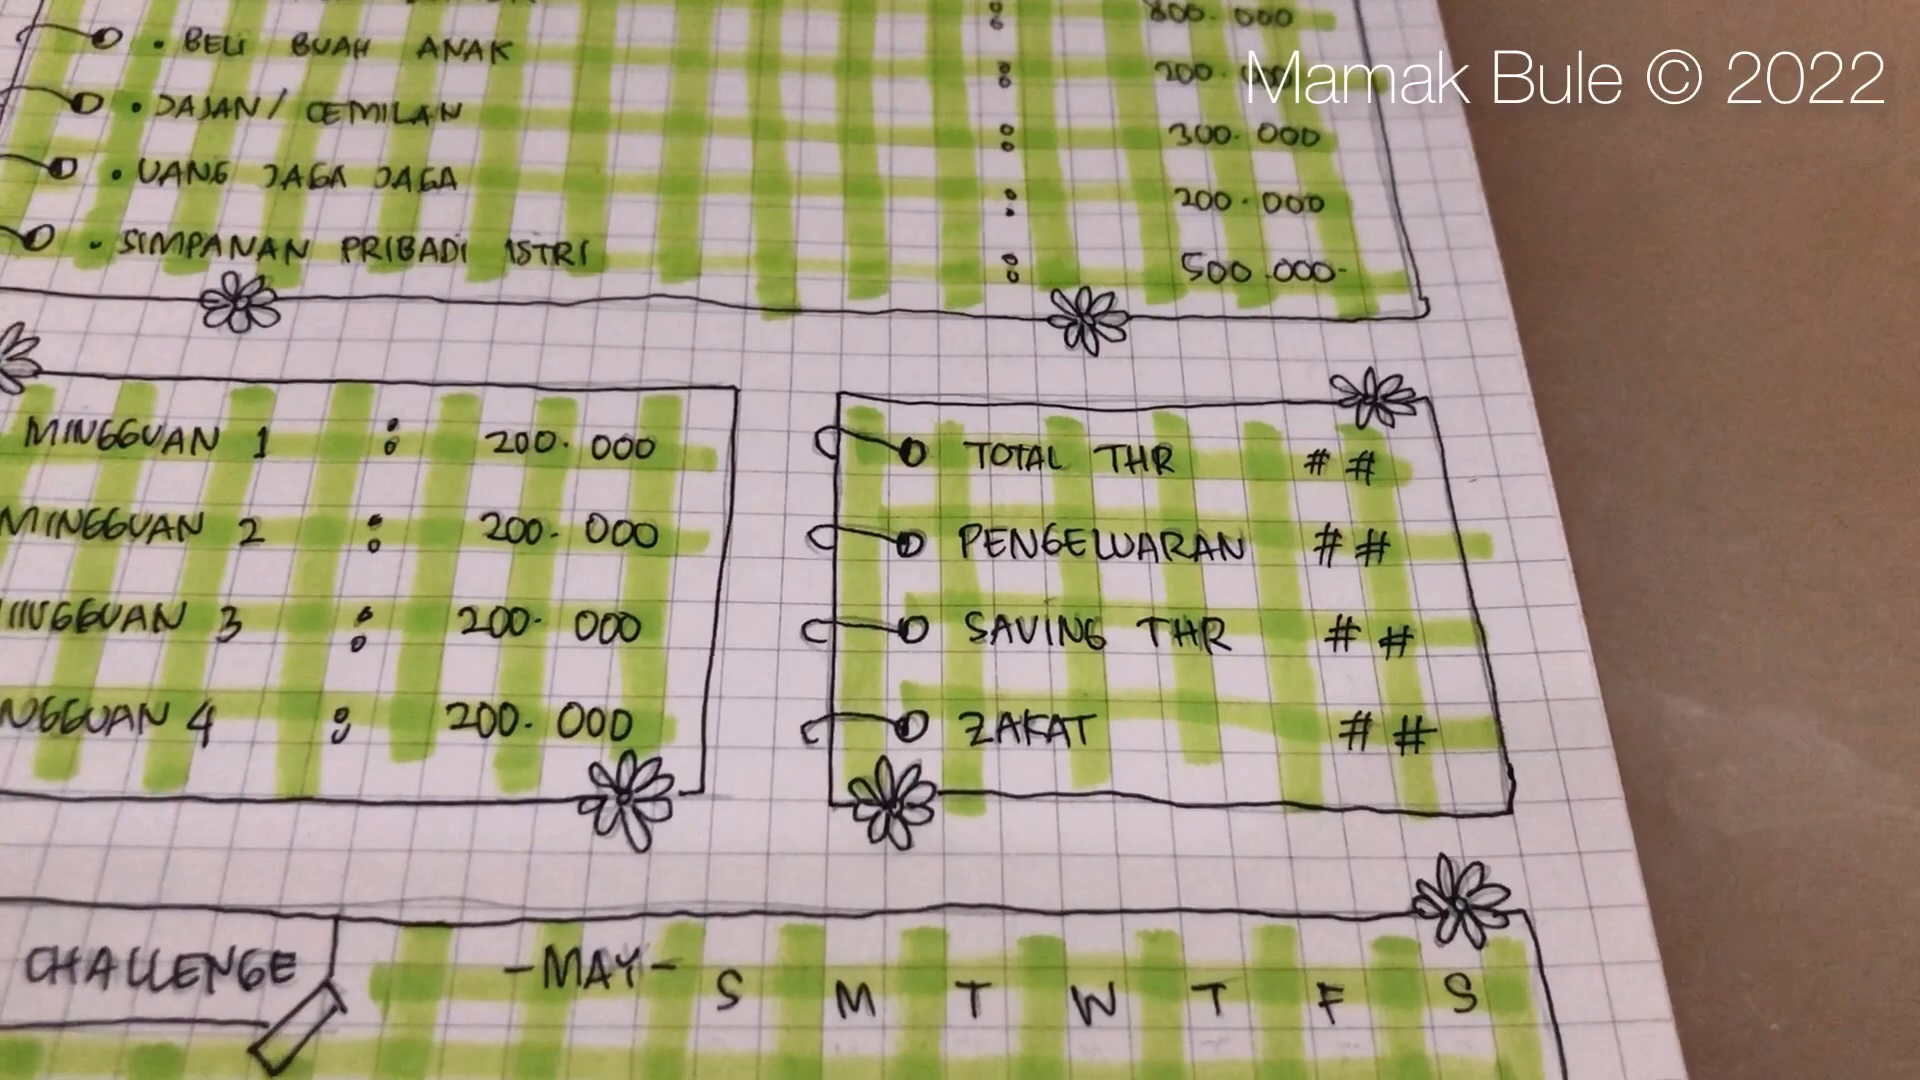 800.000
• BELI BUAH ANAK : 200.
Mamak Bule © 2022
• JAJAN/ CEMILAN : 300.000
• UANG JAGA JAGA : 200.000
• SIMPANAN PRIBADI ISTRI : 500.000-
MINGGUAN 1 : 200.000
MINGGUAN 2 : 200.000
MINGGUAN 3 : 200.000
NGGUAN 4 : 200.000
TOTAL THR # #
PENGELUARAN # #
SAVING THR # #
ZAKAT # #
CHALLENGE
-MAY-
S M T W T F S